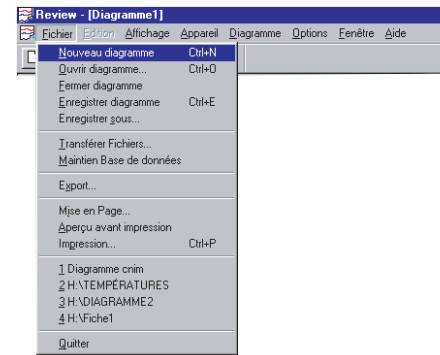 Review - [Diagramme1]
Fichier Edition Affichage Appareil Diagramme Options Fenêtre Aide
Nouveau diagramme Ctrl+N
Ouvrir diagramme... Ctrl+O
Fermer diagramme
Enregistrer diagramme Ctrl+E
Enregistrer sous...
Transférer Fichiers...
Maintien Base de données
Export...
Mise en Page...
Aperçu avant impression
Impression... Ctrl+P
1 Diagramme cnim
2 H:\TEMPÉRATURES
3 H:\DIAGRAMME2
4 H:\Fiche1
Quitter